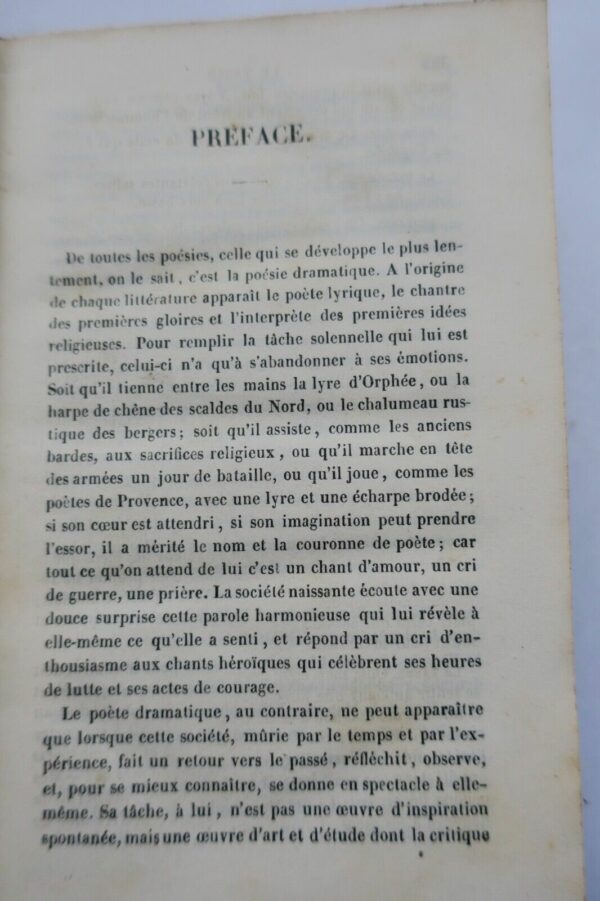 PRÉFACE.
De toutes les poésies, celle qui se développe le plus len-
tement, on le sait, c'est la poésie dramatique. A l'origine
de chaque littérature apparaît le poète lyrique, le chantre
des premières gloires et l'interprète des premières idées
religieuses. Pour remplir la tâche solennelle qui lui est
prescrite, celui-ci n'a qu'à s'abandonner à ses émotions.
Soit qu'il tienne entre les mains la lyre d'Orphée, ou la
harpe de chêne des scaldes du Nord, ou le chalumeau rus-
tique des bergers; soit qu'il assiste, comme les anciens
bardes, aux sacrifices religieux, ou qu'il marche en tête
des armées un jour de bataille, ou qu'il joue, comme les
poètes de Provence, avec une lyre et une écharpe brodée;
si son cœur est attendri, si son imagination peut prendre
l'essor, il a mérité le nom et la couronne de poète; car
tout ce qu'on attend de lui c'est un chant d'amour, un cri
de guerre, une prière. La société naissante écoute avec une
douce surprise cette parole harmonieuse qui lui révèle à
elle-même ce qu'elle a senti, et répond par un cri d'en-
thousiasme aux chants héroïques qui célèbrent ses heures
de lutte et ses actes de courage.
Le poète dramatique, au contraire, ne peut apparaître
que lorsque cette société, mûrie par le temps et par l'ex-
périence, fait un retour vers le passé, réfléchit, observe,
et, pour se mieux connaître, se donne en spectacle à elle-
même. Sa tâche, à lui, n'est pas une œuvre d'inspiration
spontanée, mais une œuvre d'art et d'étude dont la critique